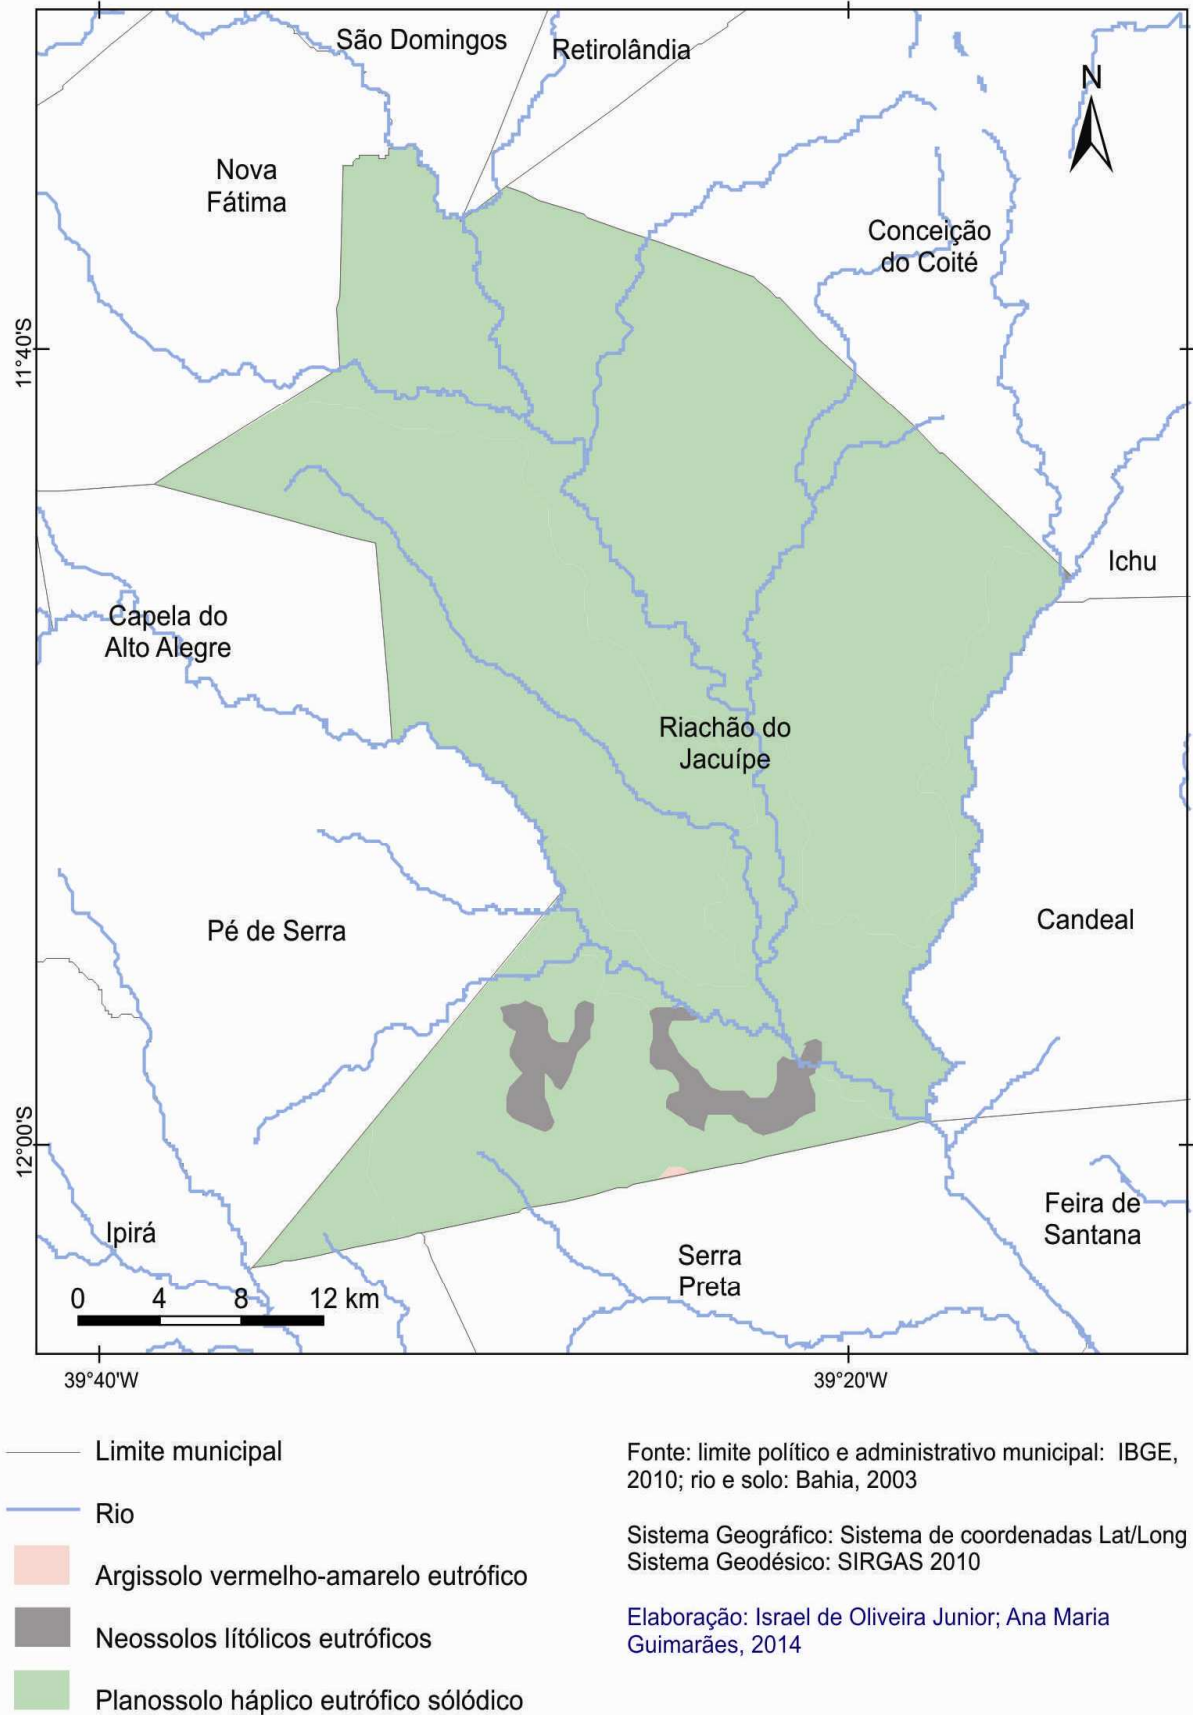 São Domingos
Retirolândia
N
Nova
Fátima
Conceição
do Coité
11°40'S
Ichu
Capela do
Alto Alegre
Riachão do
Jacuípe
Pé de Serra
Candeal
12°00'S
Ipirá
Feira de
Santana
Serra
Preta
0 4 8 12 km
39°40'W
39°20'W
Limite municipal
Rio
Argissolo vermelho-amarelo eutrófico
Neossolos lítólicos eutróficos
Planossolo háplico eutrófico sólódico
Fonte: limite político e administrativo municipal: IBGE,
2010; rio e solo: Bahia, 2003
Sistema Geográfico: Sistema de coordenadas Lat/Long
Sistema Geodésico: SIRGAS 2010
Elaboração: Israel de Oliveira Junior; Ana Maria
Guimarães, 2014